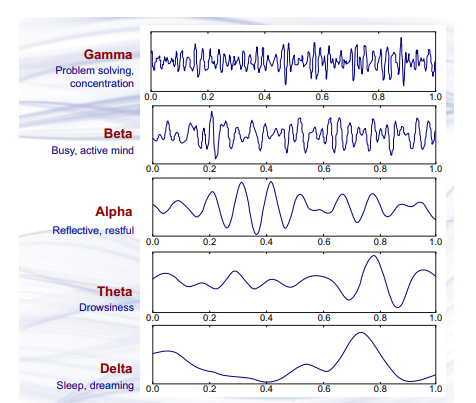 Gamma
Problem solving,
concentration
0.0 0.2 0.4 0.6 0.8 1.0
Beta
Busy, active mind
0.0 0.2 0.4 0.6 0.8 1.0
Alpha
Reflective, restful
0.0 0.2 0.4 0.6 0.8 1.0
Theta
Drowsiness
0.0 0.2 0.4 0.6 0.8 1.0
Delta
Sleep, dreaming
0.0 0.2 0.4 0.6 0.8 1.0